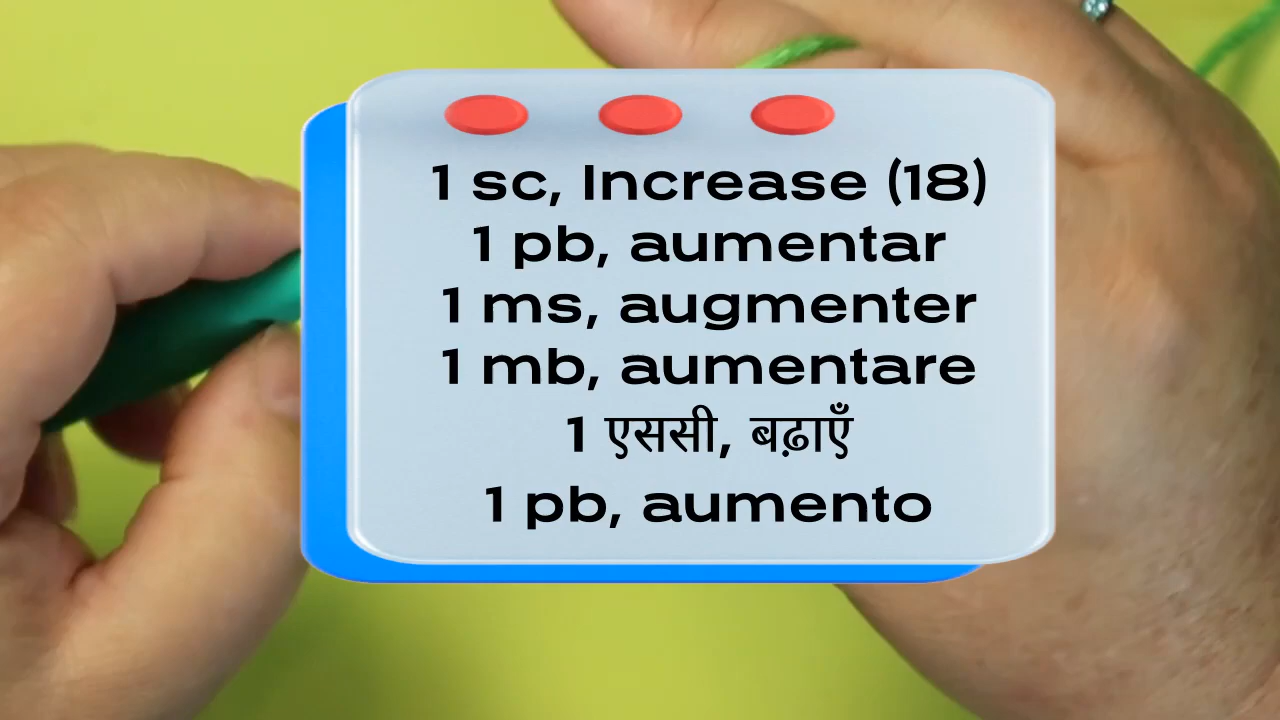 1 sc, Increase (18)
1 pb, aumentar
1 ms, augmenter
1 mb, aumentare
1 एससी, बढ़ाएँ
1 pb, aumento